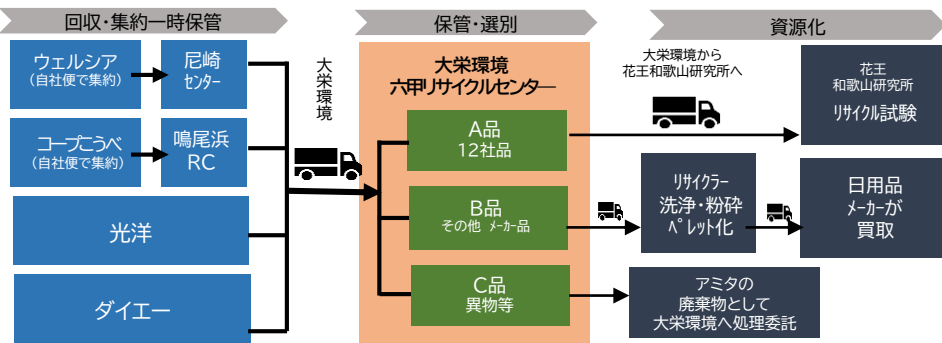 回収・集約一時保管
保管・選別
資源化
ウェルシア
(自社便で集約)
尼崎
センター
コープこうべ
(自社便で集約)
鳴尾浜
RC
光洋
ダイエー
大栄環境
大栄環境
六甲リサイクルセンター
A品
12社品
B品
その他 メーカー品
C品
異物等
大栄環境から
花王和歌山研究所へ
花王
和歌山研究所
リサイクル試験
リサイクラー
洗浄・粉砕
ペレット化
日用品
メーカーが
買取
アミタの
廃棄物として
大栄環境へ処理委託